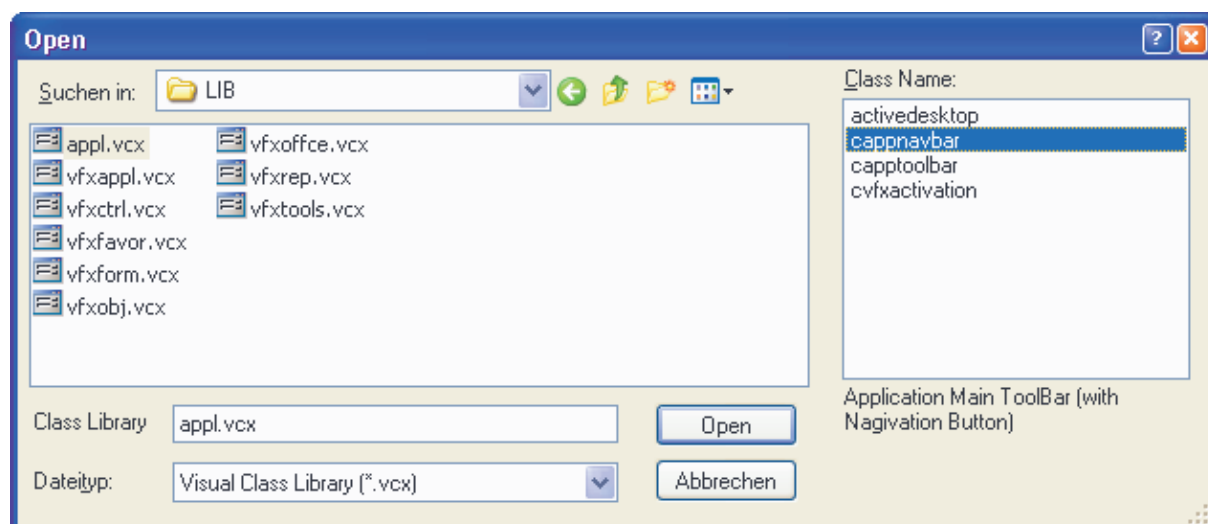 Open
Suchen in: LIB
appl.vcx
vfxappl.vcx
vfxctrl.vcx
vfxfavor.vcx
vfxform.vcx
vfxobj.vcx
vfxoffce.vcx
vfxrep.vcx
vfxtools.vcx
Class Library appl.vcx Open
Dateityp: Visual Class Library (*.vcx) Abbrechen
Class Name:
activedesktop
cappnavbar
capptoolbar
cvfxactivation
Application Main ToolBar (with
Nagivation Button)